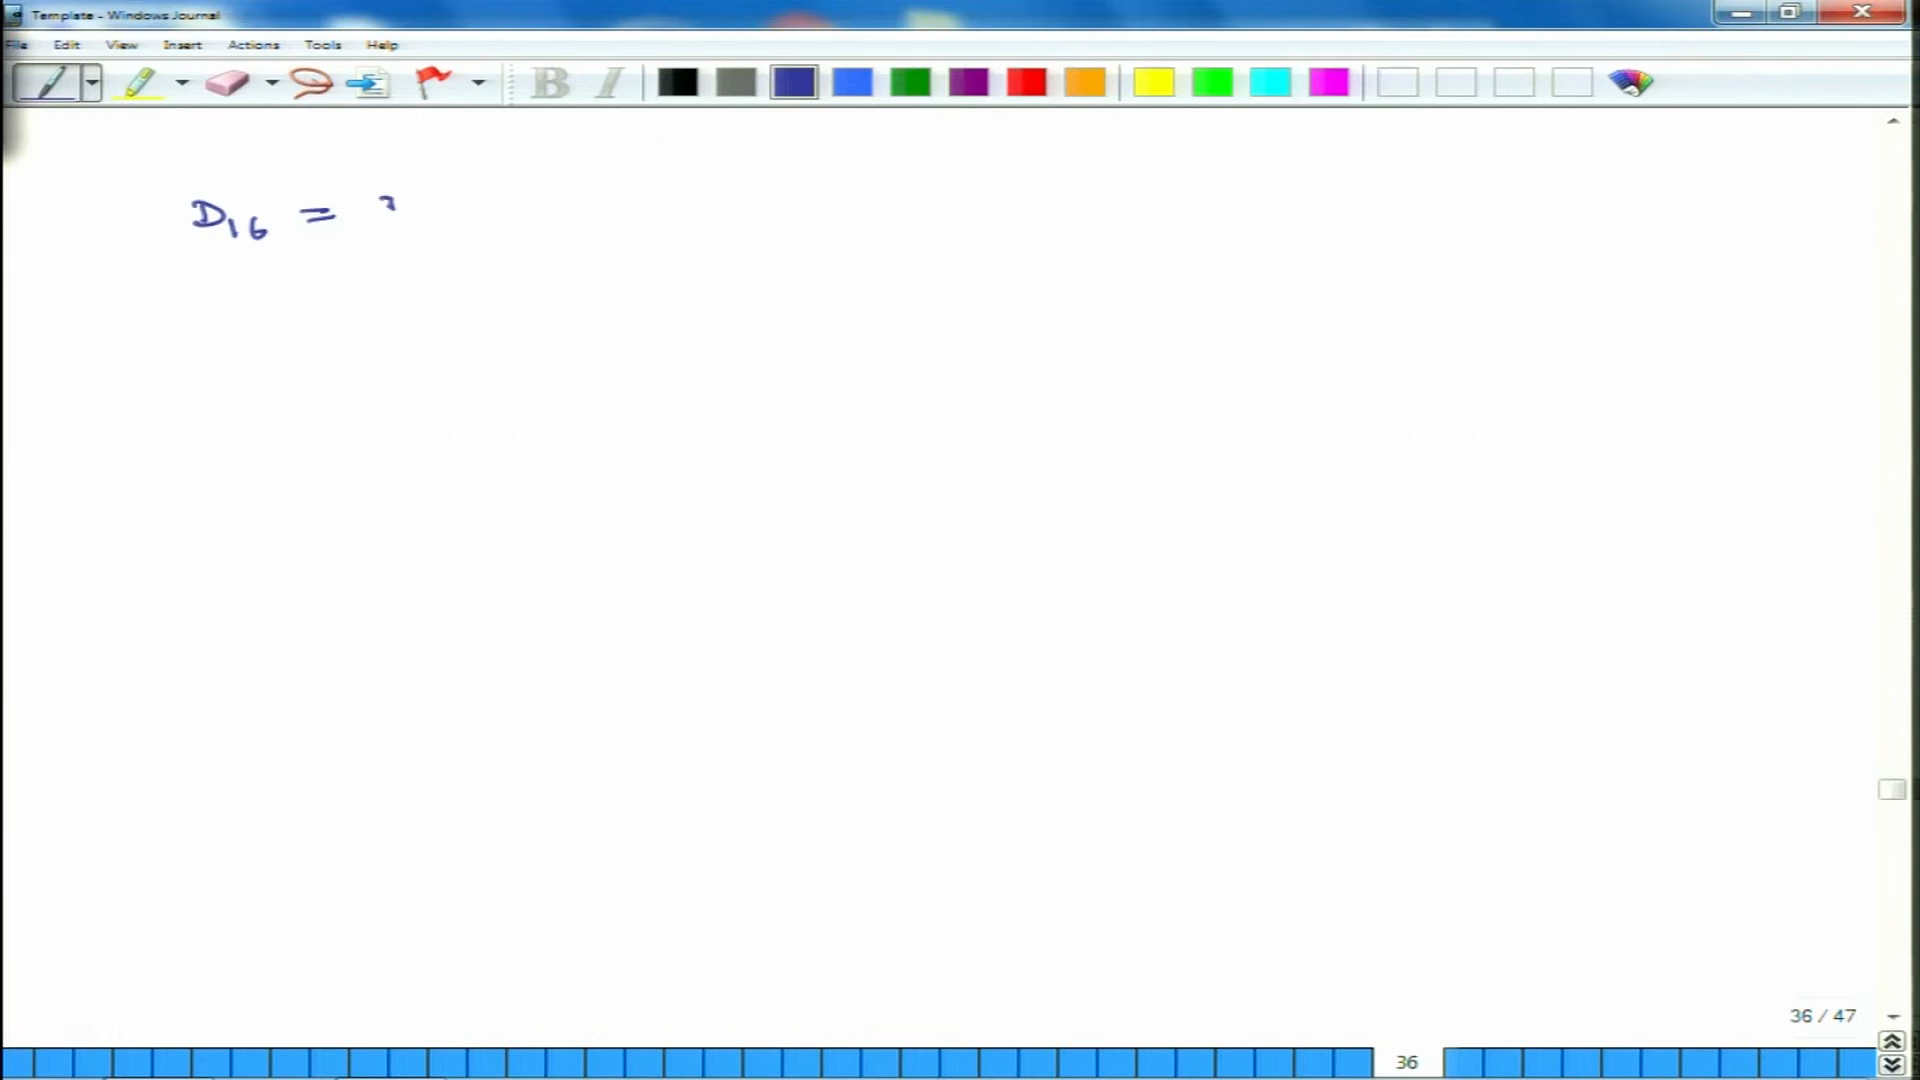 Template - Windows Journal
File Edit View Insert Actions Tools Help
B I
D16 =
36 / 47
36